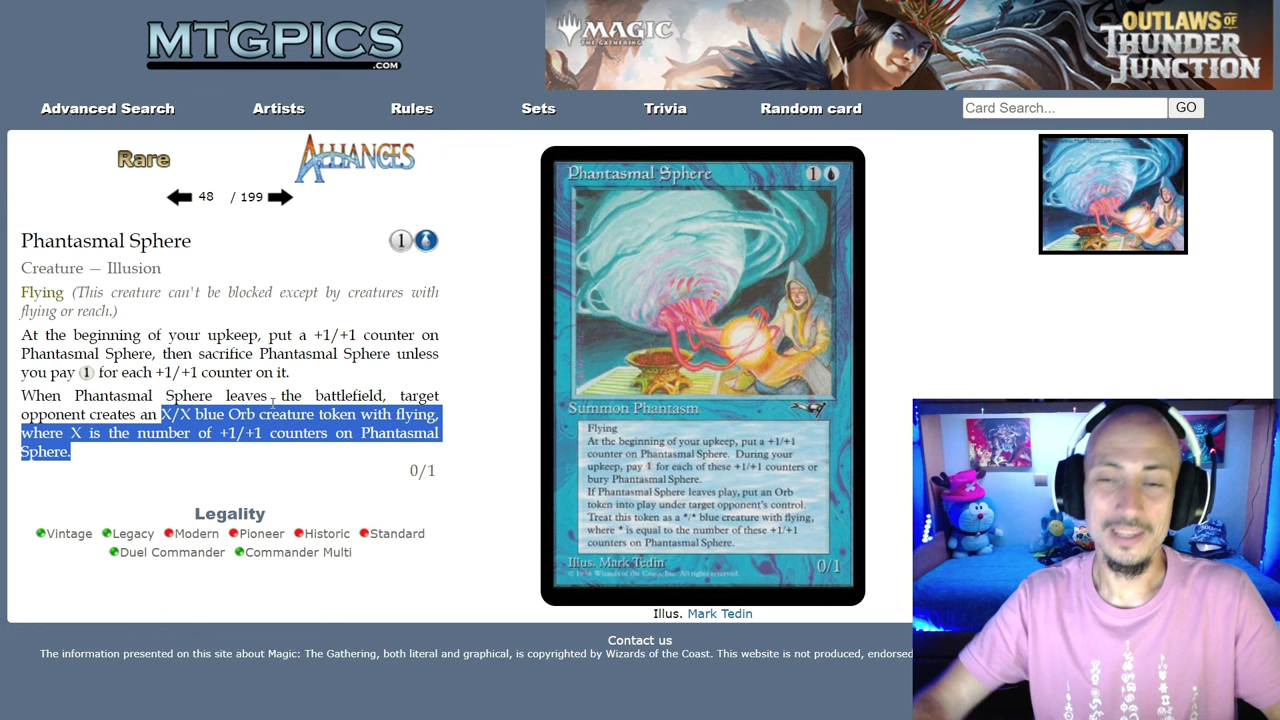 MTGPICS
.COM
MAGIC
THE GATHERING
OUTLAWS OF
THUNDER
JUNCTION
Advanced Search
Artists
Rules
Sets
Trivia
Random card
Card Search...
GO
Rare
ALLIANCES
48 / 199
Phantasmal Sphere
1
Creature — Illusion
Flying (This creature can't be blocked except by creatures with
flying or reach.)
At the beginning of your upkeep, put a +1/+1 counter on
Phantasmal Sphere, then sacrifice Phantasmal Sphere unless
you pay 1 for each +1/+1 counter on it.
When Phantasmal Sphere leaves the battlefield, target
opponent creates an X/X blue Orb creature token with flying,
where X is the number of +1/+1 counters on Phantasmal
Sphere.
0/1
Legality
Vintage Legacy Modern Pioneer Historic Standard
Duel Commander Commander Multi
Phantasmal Sphere 1
Summon Phantasm
Flying
At the beginning of your upkeep, put a +1/+1
counter on Phantasmal Sphere. During your
upkeep, pay 1 for each of these +1/+1 counters or
bury Phantasmal Sphere.
If Phantasmal Sphere leaves play, put an Orb
token into play under target opponent's control.
Treat this token as a */* blue creature with flying,
where * is equal to the number of these +1/+1
counters on Phantasmal Sphere.
Illus. Mark Tedin
© 1996 Wizards of the Coast, Inc. All rights reserved.
0/1
Illus. Mark Tedin
Contact us
The information presented on this site about Magic: The Gathering, both literal and graphical, is copyrighted by Wizards of the Coast. This website is not produced, endorsed